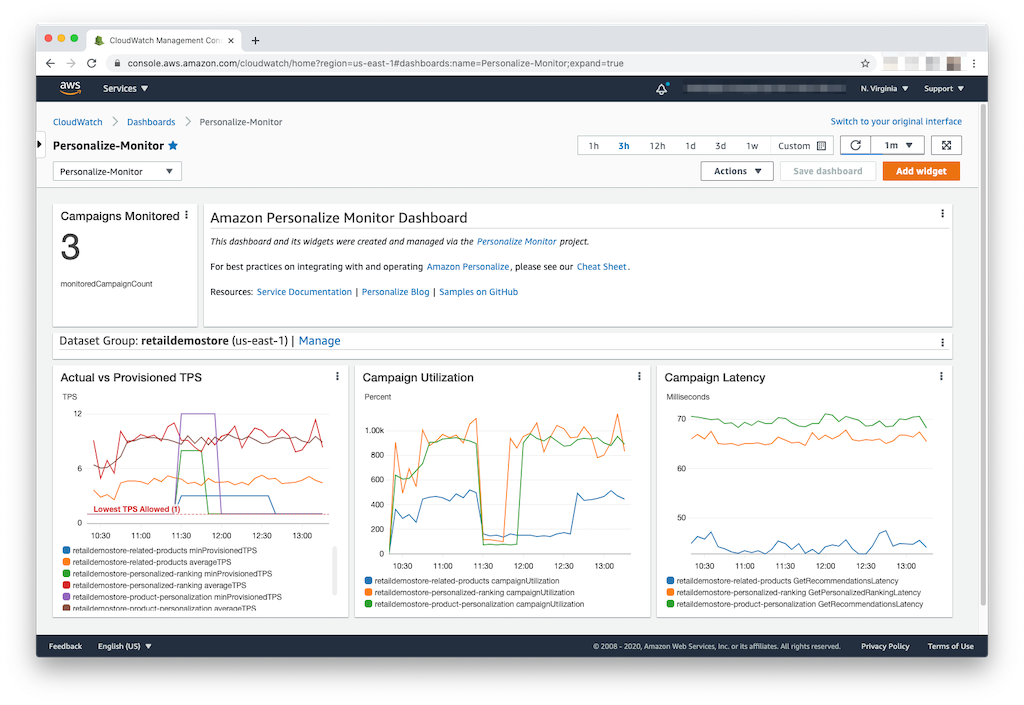 CloudWatch Management Con
console.aws.amazon.com/cloudwatch/home?region=us-east-1#dashboards:name=Personalize-Monitor;expand=true
aws Services N. Virginia Support
CloudWatch Dashboards Personalize-Monitor Switch to your original interface
Personalize-Monitor 1h 3h 12h 1d 3d 1w Custom 1m
Personalize-Monitor Actions Save dashboard Add widget
Campaigns Monitored
3
monitoredCampaignCount
Amazon Personalize Monitor Dashboard
This dashboard and its widgets were created and managed via the Personalize Monitor project.
For best practices on integrating with and operating Amazon Personalize, please see our Cheat Sheet.
Resources: Service Documentation | Personalize Blog | Samples on GitHub
Dataset Group: retaildemostore (us-east-1) | Manage
Actual vs Provisioned TPS
TPS
12
6
0
Lowest TPS Allowed (1)
10:30 11:00 11:30 12:00 12:30 13:00
retaildemostore-related-products minProvisionedTPS
retaildemostore-related-products averageTPS
retaildemostore-personalized-ranking minProvisionedTPS
retaildemostore-personalized-ranking averageTPS
retaildemostore-product-personalization minProvisionedTPS
retaildemostore-product-personalization averageTPS
Campaign Utilization
Percent
1.00k
800
600
400
200
0
10:30 11:00 11:30 12:00 12:30 13:00
retaildemostore-related-products campaignUtilization
retaildemostore-personalized-ranking campaignUtilization
retaildemostore-product-personalization campaignUtilization
Campaign Latency
Milliseconds
70
60
50
10:30 11:00 11:30 12:00 12:30 13:00
retaildemostore-related-products GetRecommendationsLatency
retaildemostore-personalized-ranking GetPersonalizedRankingLatency
retaildemostore-product-personalization GetRecommendationsLatency
Feedback English (US) © 2008 - 2020, Amazon Web Services, Inc. or its affiliates. All rights reserved. Privacy Policy Terms of Use